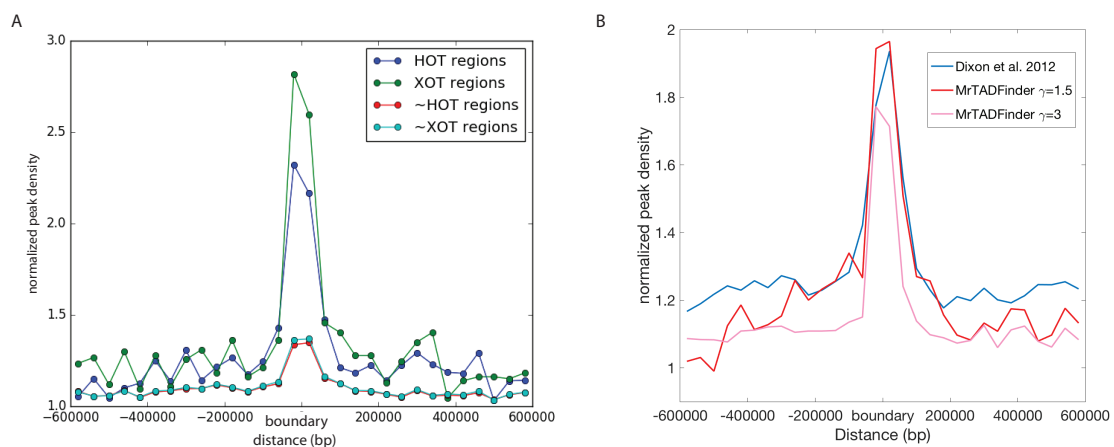 A
B
3.0
2.5
2.0
1.5
1.0
normalized peak density
HOT regions
XOT regions
~HOT regions
~XOT regions
−600000 −400000 −200000 boundary 200000 400000 600000
distance (bp)
2
1.8
1.6
1.4
1.2
1
normalized peak density
Dixon et al. 2012
MrTADFinder γ=1.5
MrTADFinder γ=3
-600000 -400000 -200000 boundary 200000 400000 600000
Distance (bp)